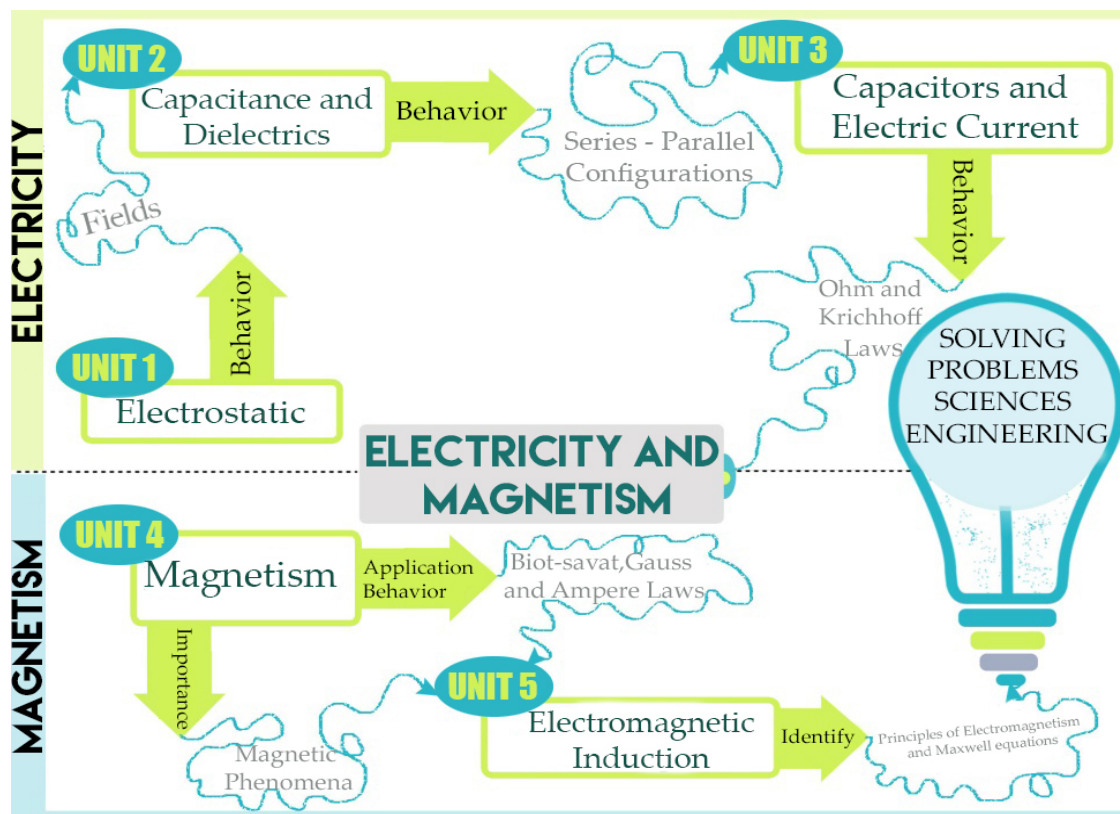 ELECTRICITY
UNIT 1
Electrostatic
Behavior
Fields
UNIT 2
Capacitance and
Dielectrics
Behavior
Series - Parallel
Configurations
UNIT 3
Capacitors and
Electric Current
Behavior
Ohm and
Krichhoff
Laws
SOLVING
PROBLEMS
SCIENCES
ENGINEERING
ELECTRICITY AND
MAGNETISM
MAGNETISM
UNIT 4
Magnetism
Application
Behavior
Biot-savat,Gauss
and Ampere Laws
Importance
Magnetic
Phenomena
UNIT 5
Electromagnetic
Induction
Identify
Principles of Electromagnetism
and Maxwell equations